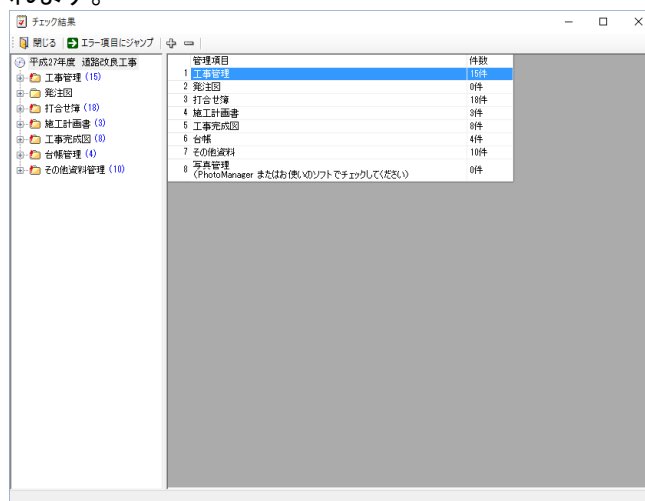 れます。
チェック結果
閉じる エラー項目にジャンプ
平成27年度 道路改良工事
工事管理 (15)
発注図
打合せ簿 (18)
施工計画書 (3)
工事完成図 (8)
台帳管理 (4)
その他資料管理 (10)
管理項目 件数
1 工事管理 15件
2 発注図 0件
3 打合せ簿 18件
4 施工計画書 3件
5 工事完成図 8件
6 台帳 4件
7 その他資料 10件
8 写真管理 0件
(PhotoManager またはお使いのソフトでチェックしてください)